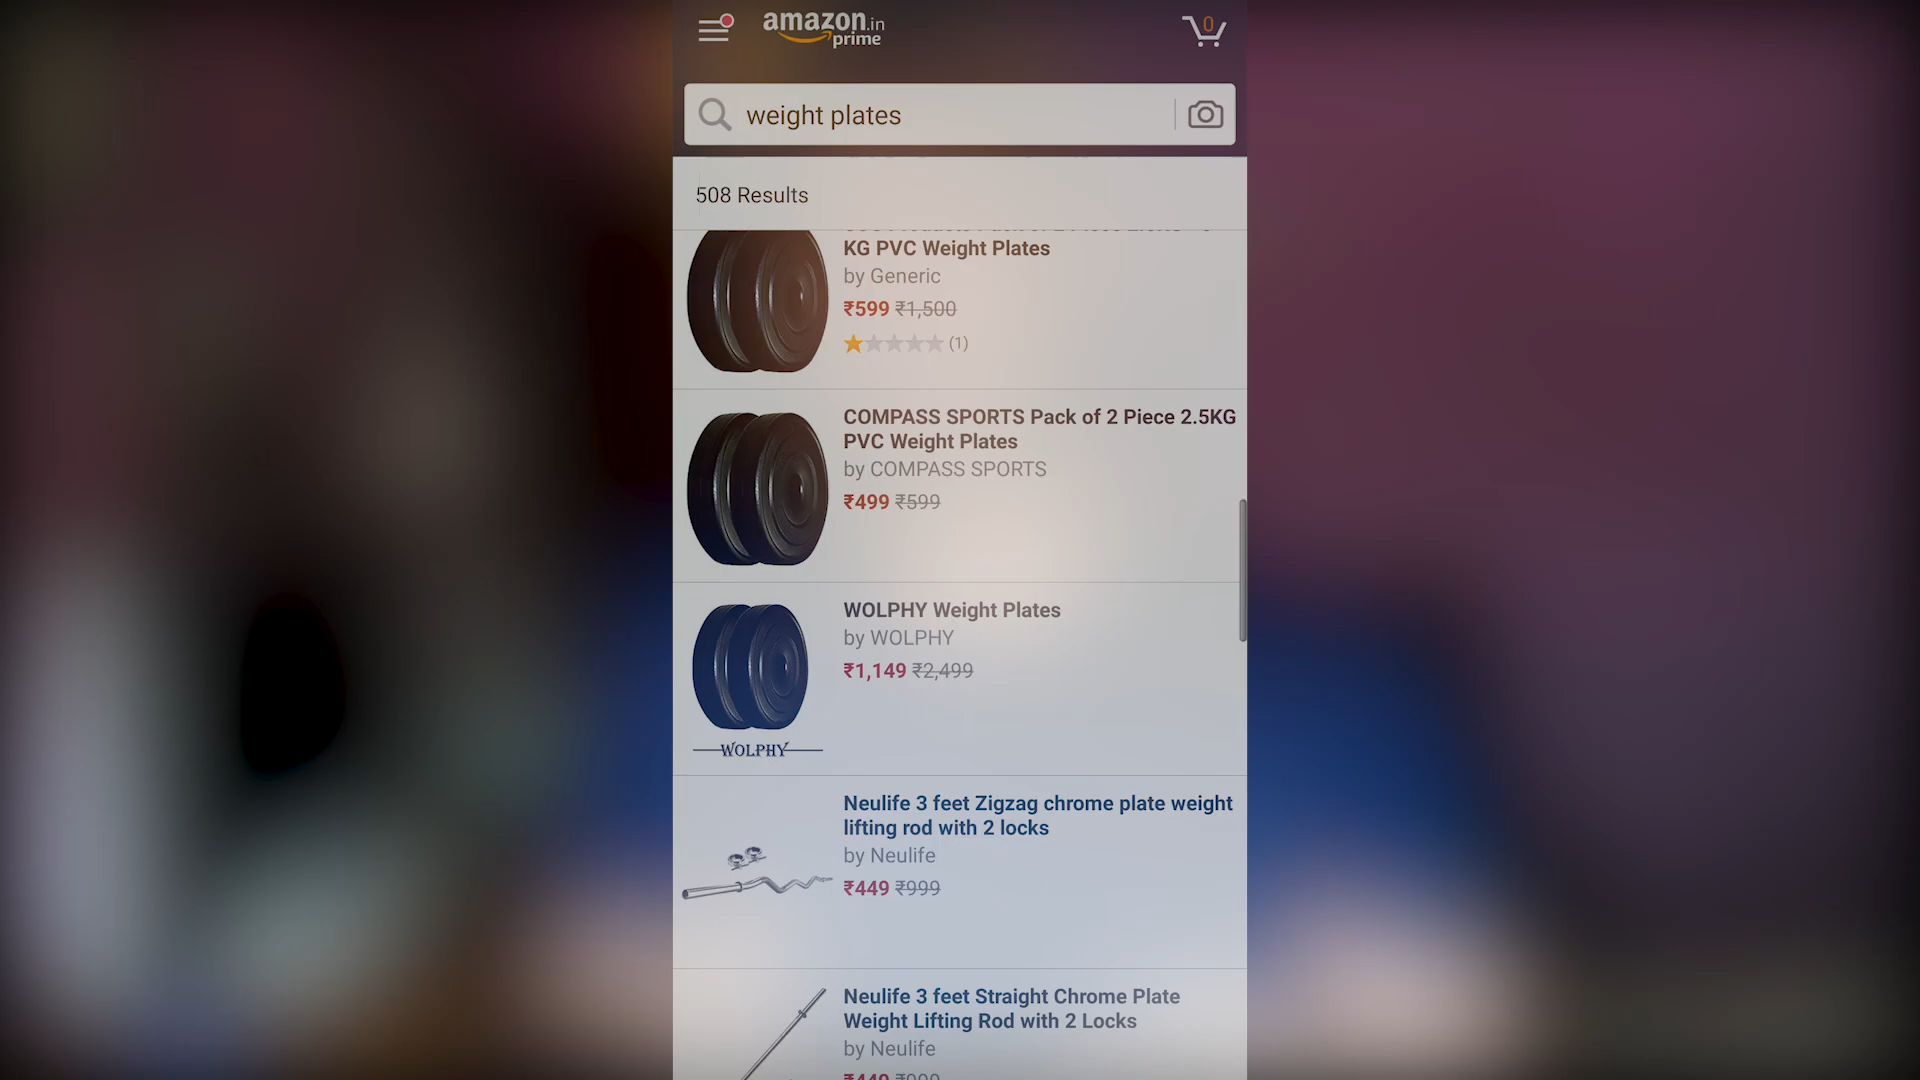 amazon.in
prime
0
weight plates
508 Results
KG PVC Weight Plates
by Generic
₹599 ₹1,500
(1)
COMPASS SPORTS Pack of 2 Piece 2.5KG
PVC Weight Plates
by COMPASS SPORTS
₹499 ₹599
WOLPHY Weight Plates
by WOLPHY
₹1,149 ₹2,499
WOLPHY
Neulife 3 feet Zigzag chrome plate weight
lifting rod with 2 locks
by Neulife
₹449 ₹999
Neulife 3 feet Straight Chrome Plate
Weight Lifting Rod with 2 Locks
by Neulife
₹449 ₹999